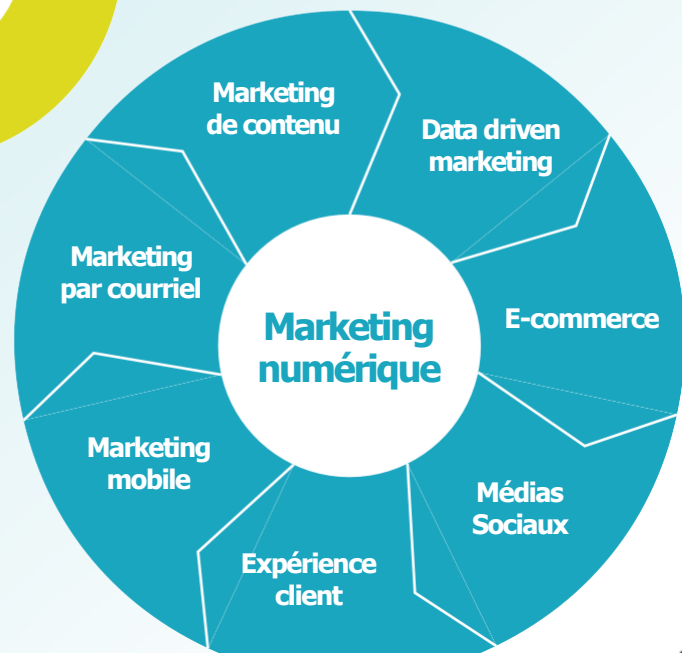 Marketing
de contenu
Data driven
marketing
E-commerce
Médias
Sociaux
Expérience
client
Marketing
mobile
Marketing
par courriel
Marketing
numérique